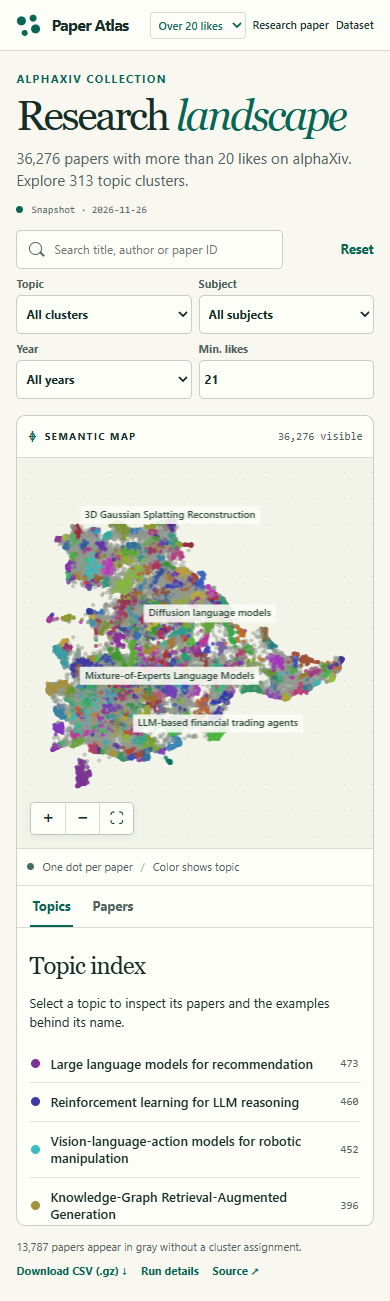 Paper Atlas
Over 20 likes
Research paper
Dataset
ALPHAXIV COLLECTION
Research landscape
36,276 papers with more than 20 likes on alphaXiv.
Explore 313 topic clusters.
Snapshot · 2026-11-26
Search title, author or paper ID
Reset
Topic
Subject
All clusters
All subjects
Year
Min. likes
All years
21
SEMANTIC MAP
36,276 visible
3D Gaussian Splatting Reconstruction
Diffusion language models
Mixture-of-Experts Language Models
LLM-based financial trading agents
+
−
One dot per paper / Color shows topic
Topics
Papers
Topic index
Select a topic to inspect its papers and the examples
behind its name.
Large language models for recommendation
473
Reinforcement learning for LLM reasoning
460
Vision-language-action models for robotic
manipulation
452
Knowledge-Graph Retrieval-Augmented
Generation
396
13,787 papers appear in gray without a cluster assignment.
Download CSV (.gz) ↓
Run details
Source ↗